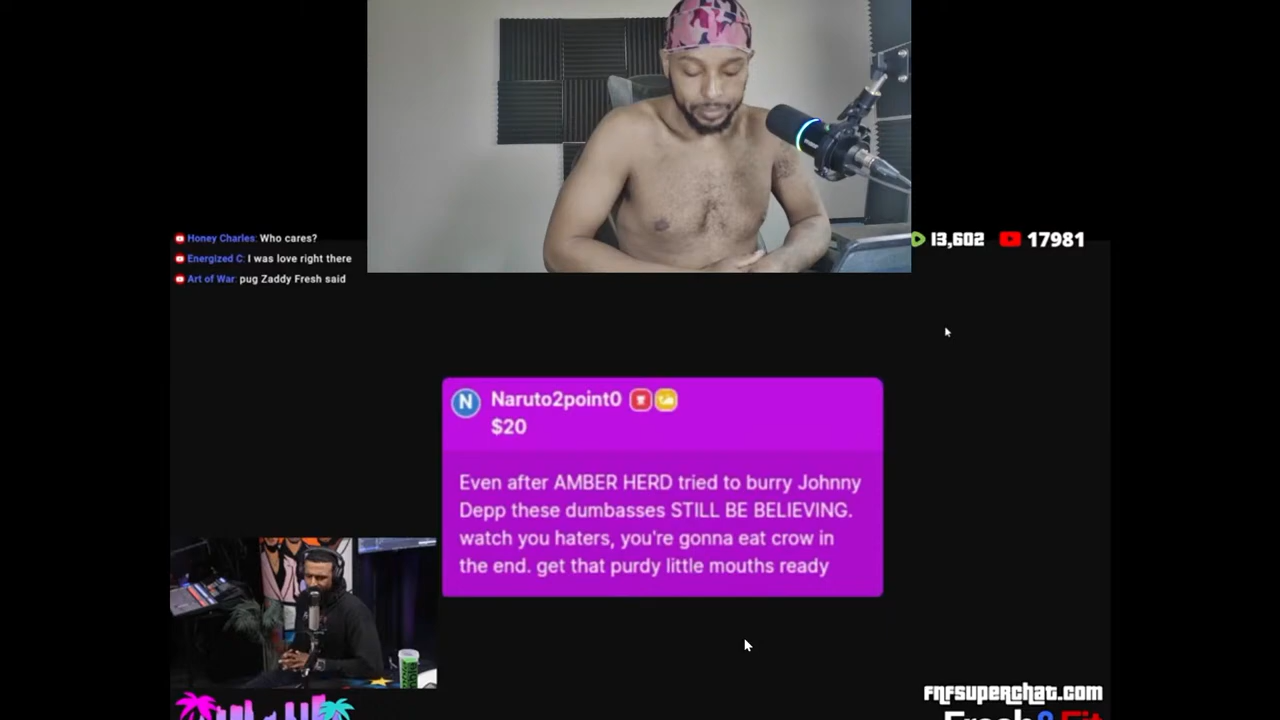 Honey Charles: Who cares?
Energized C: I was love right there
Art of War: pug Zaddy Fresh said
13,602 17981
N Naruto2point0
$20
Even after AMBER HERD tried to burry Johnny
Depp these dumbasses STILL BE BELIEVING.
watch you haters, you're gonna eat crow in
the end. get that purdy little mouths ready
fnfsuperchat.com
Fresh&Fit